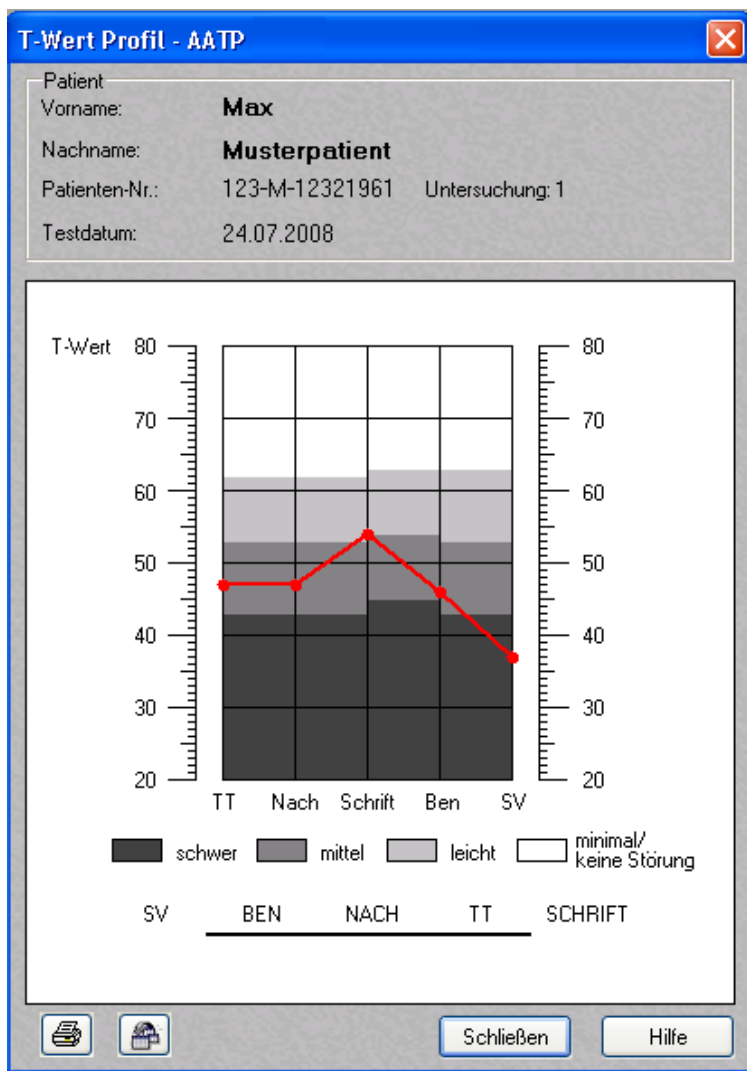 T-Wert Profil - AATP
Patient
Vorname: Max
Nachname: Musterpatient
Patienten-Nr.: 123-M-12321961 Untersuchung: 1
Testdatum: 24.07.2008
T-Wert 80 80
70 70
60 60
50 50
40 40
30 30
20 20
TT Nach Schrift Ben SV
schwer mittel leicht minimal/
keine Störung
SV BEN NACH TT SCHRIFT
Schließen Hilfe